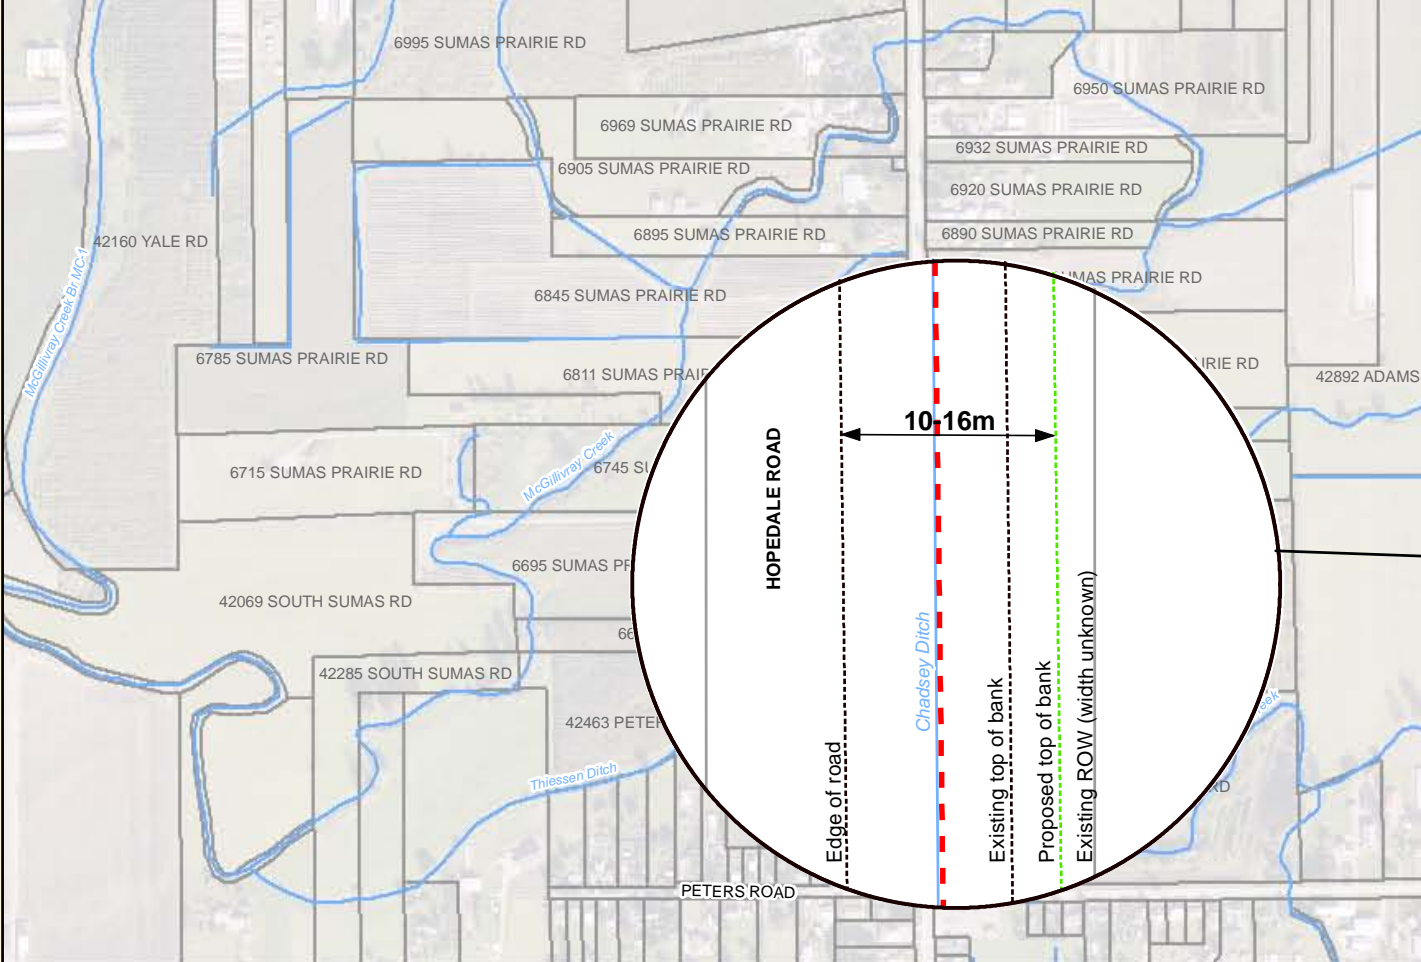 6995 SUMAS PRAIRIE RD
6950 SUMAS PRAIRIE RD
6969 SUMAS PRAIRIE RD
6932 SUMAS PRAIRIE RD
6905 SUMAS PRAIRIE RD
6920 SUMAS PRAIRIE RD
42160 YALE RD
6895 SUMAS PRAIRIE RD
6890 SUMAS PRAIRIE RD
McGillivray Creek Br.MC-1
6845 SUMAS PRAIRIE RD
UMAS PRAIRIE RD
6785 SUMAS PRAIRIE RD
6811 SUMAS PRAIR
IRIE RD
42892 ADAMS
10-16m
HOPEDALE ROAD
6715 SUMAS PRAIRIE RD
McGillivray Creek
6745 SU
6695 SUMAS PR
42069 SOUTH SUMAS RD
66
42285 SOUTH SUMAS RD
42463 PETER
Thiessen Ditch
Chadsey Ditch
Edge of road
Existing top of bank
Proposed top of bank
Existing ROW (width unknown)
eek
RD
PETERS ROAD